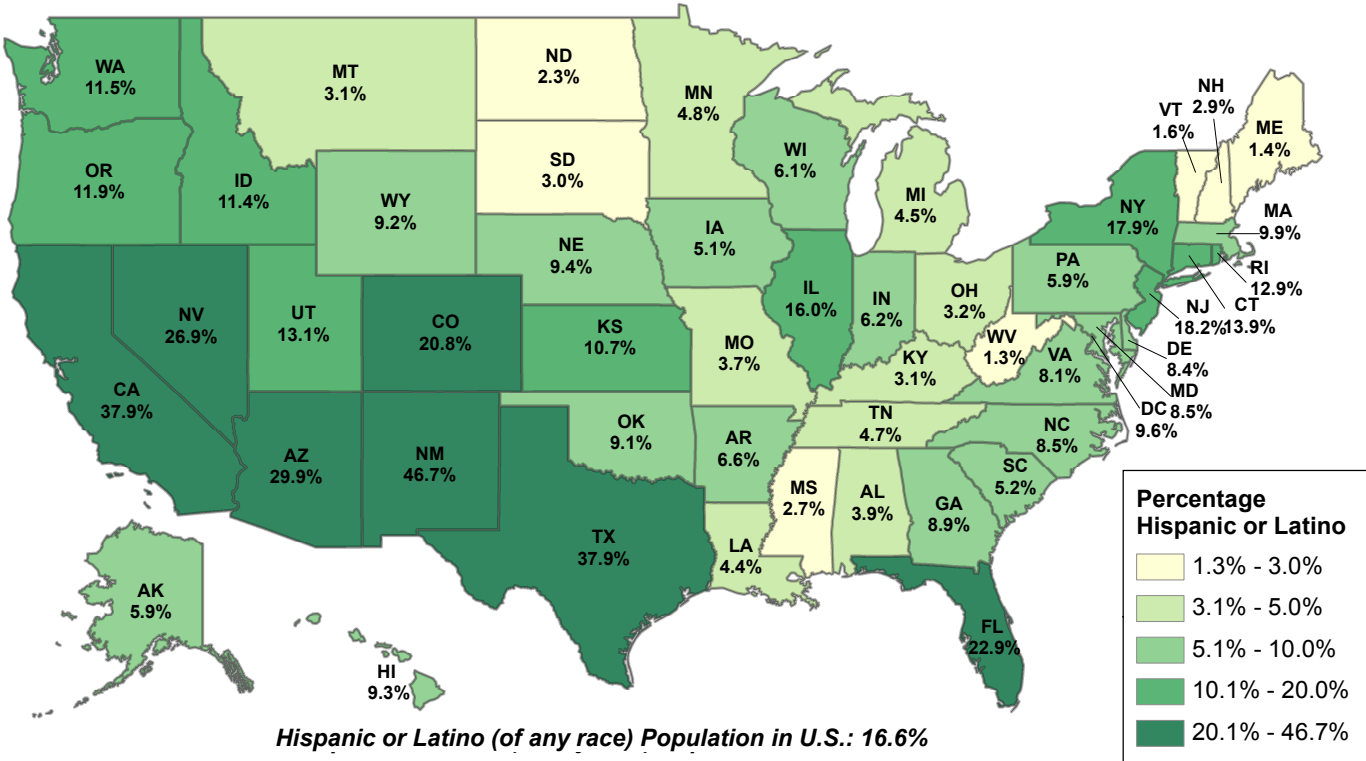 WA
11.5%
MT
3.1%
ND
2.3%
MN
4.8%
NH
2.9%
VT
1.6%
ME
1.4%
OR
11.9%
ID
11.4%
WY
9.2%
SD
3.0%
WI
6.1%
MI
4.5%
NY
17.9%
MA
9.9%
RI
12.9%
CT
13.9%
NJ
18.2%
NE
9.4%
IA
5.1%
PA
5.9%
NV
26.9%
UT
13.1%
CO
20.8%
KS
10.7%
IL
16.0%
IN
6.2%
OH
3.2%
WV
1.3%
VA
8.1%
DE
8.4%
MD
8.5%
DC
9.6%
CA
37.9%
MO
3.7%
KY
3.1%
AZ
29.9%
NM
46.7%
OK
9.1%
AR
6.6%
TN
4.7%
NC
8.5%
SC
5.2%
MS
2.7%
AL
3.9%
GA
8.9%
TX
37.9%
LA
4.4%
FL
22.9%
AK
5.9%
HI
9.3%
Percentage
Hispanic or Latino
1.3% - 3.0%
3.1% - 5.0%
5.1% - 10.0%
10.1% - 20.0%
20.1% - 46.7%
Hispanic or Latino (of any race) Population in U.S.: 16.6%